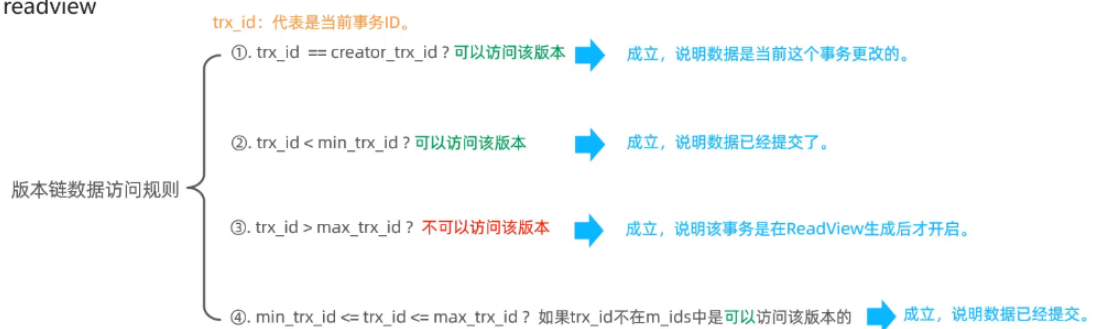 readview
trx_id：代表是当前事务ID。
①. trx_id == creator_trx_id ? 可以访问该版本 成立，说明数据是当前这个事务更改的。
②. trx_id < min_trx_id ? 可以访问该版本 成立，说明数据已经提交了。
版本链数据访问规则
③. trx_id > max_trx_id ? 不可以访问该版本 成立，说明该事务是在ReadView生成后才开启。
④. min_trx_id <= trx_id <= max_trx_id ? 如果trx_id不在m_ids中是可以访问该版本的 成立，说明数据已经提交。